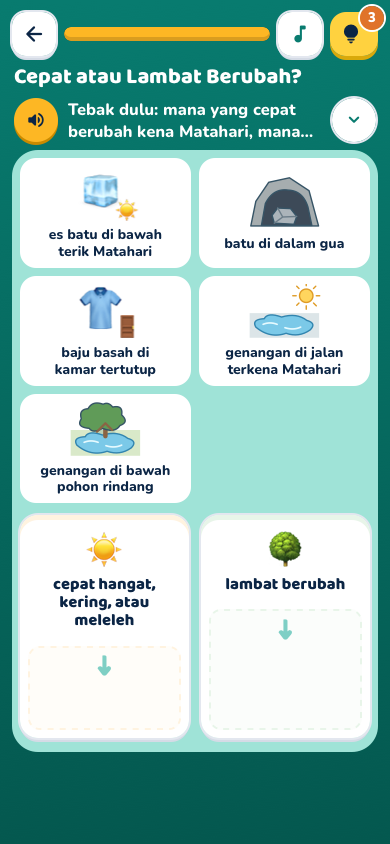 3
Cepat atau Lambat Berubah?
Tebak dulu: mana yang cepat
berubah kena Matahari, mana...
es batu di bawah
terik Matahari
batu di dalam gua
baju basah di
kamar tertutup
genangan di jalan
terkena Matahari
genangan di bawah
pohon rindang
cepat hangat,
kering, atau
meleleh
lambat berubah